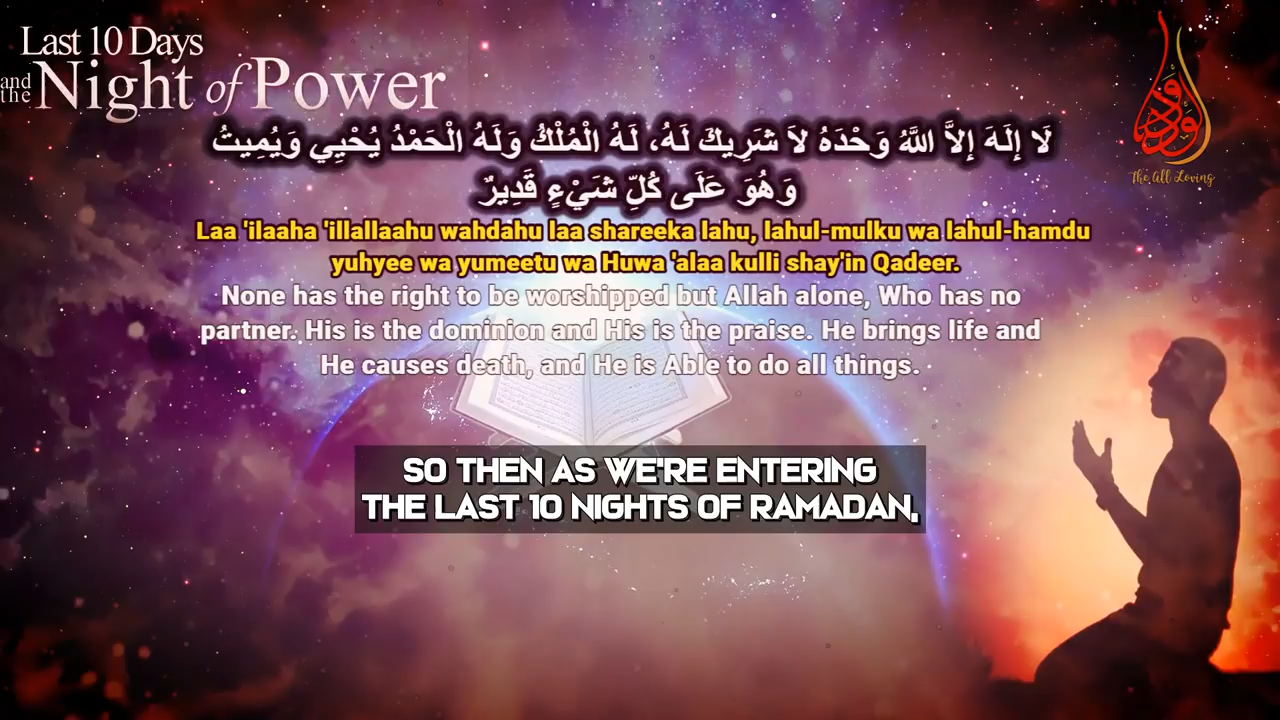 Last 10 Days
and the Night of Power
لَا إِلَهَ إِلاَّ اللَّهُ وَحْدَهُ لاَ شَرِيكَ لَهُ، لَهُ الْمُلْكُ وَلَهُ الْحَمْدُ يُحْيِي وَيُمِيتُ
وَهُوَ عَلَى كُلِّ شَيْءٍ قَدِيرٌ
Laa 'ilaaha 'illallaahu wahdahu laa shareeka lahu, lahul-mulku wa lahul-hamdu
yuhyee wa yumeetu wa Huwa 'alaa kulli shay'in Qadeer.
None has the right to be worshipped but Allah alone, Who has no
partner. His is the dominion and His is the praise. He brings life and
He causes death, and He is Able to do all things.
The All Loving
SO THEN AS WE'RE ENTERING
THE LAST 10 NIGHTS OF RAMADAN,